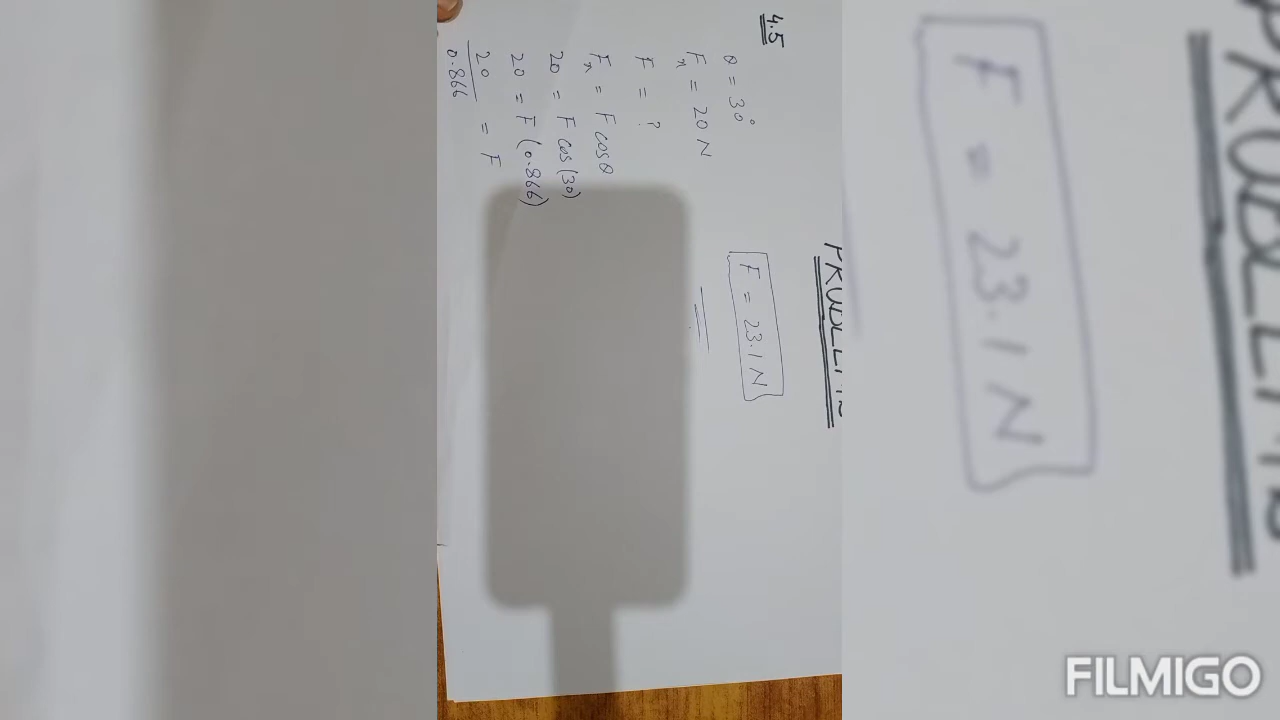 4.5
θ = 30°
Fx = 20 N
F = ?
Fx = F cosθ
20 = F cos(30)
20 = F (0.866)
20/0.866 = F
F = 23.1 N
F = 23.1 N
FILMIGO